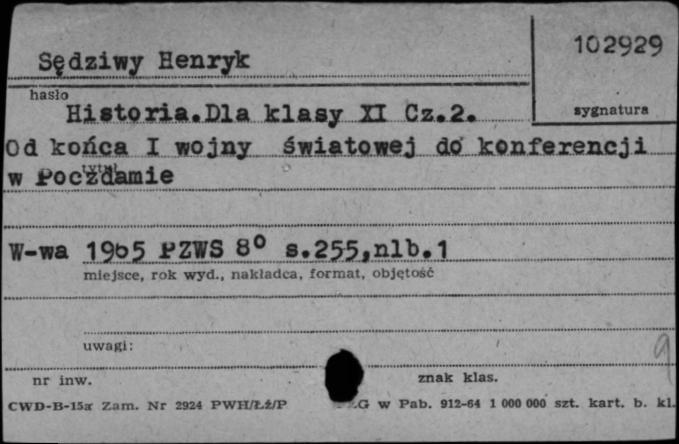 102929
Sędziwy Henryk
hasło
sygnatura
Historia.Dla klasy XI Cz.2.
Od końca I wojny światowej do konferencji
tytuł
w Poczdamie
W-wa 1965 PZWS 8° s.255,nlb.1
miejsce, rok wyd., nakładca, format, objętość
uwagi:
9
nr inw.
znak klas.
CWD-B-15a Zam. Nr 2924 PWH/Łż/P G w Pab. 912-64 1 000 000 szt. kart. b. kl.